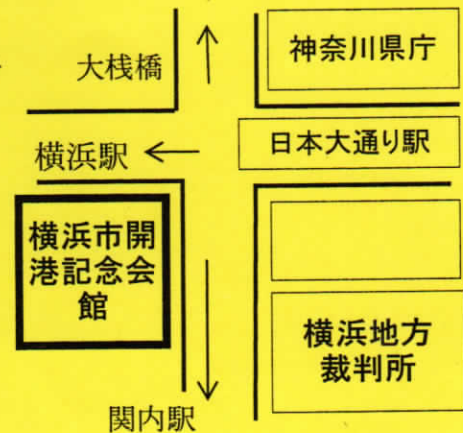 大桟橋
神奈川県庁
横浜駅
日本大通り駅
横浜市開
港記念会
館
横浜地方
裁判所
関内駅